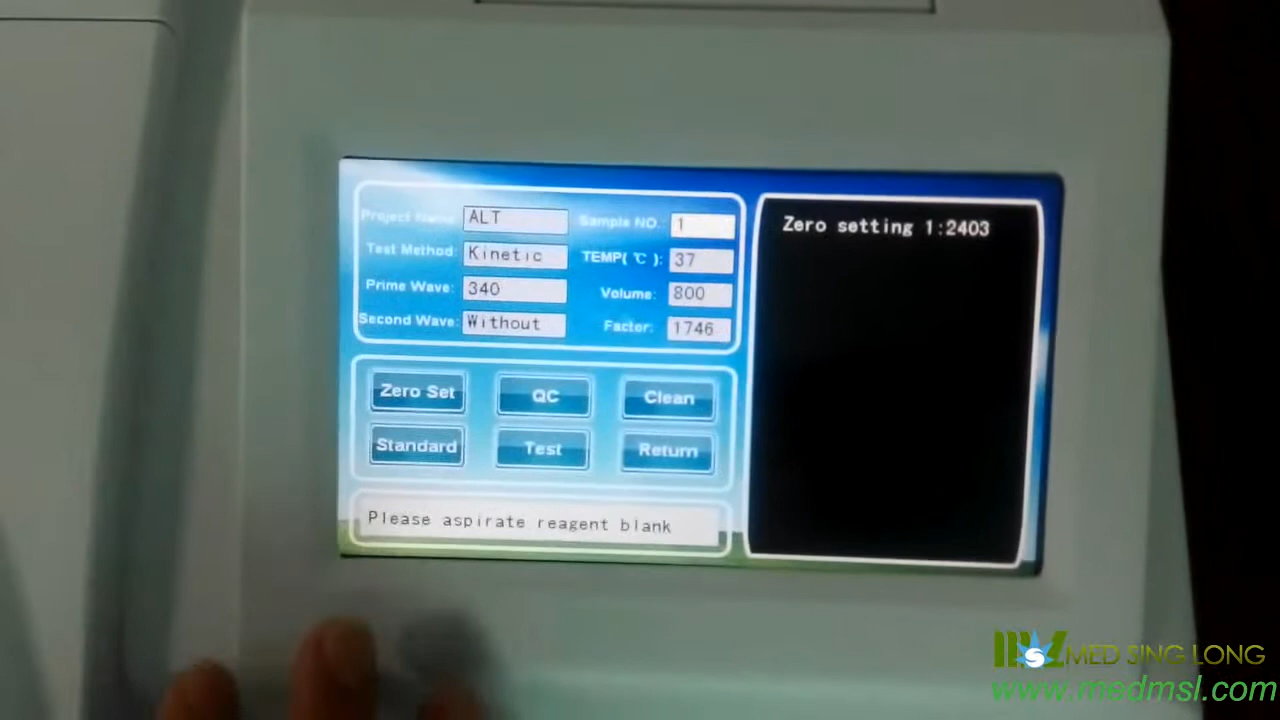 Project Name: ALT Sample NO: 1
Test Method: Kinetic TEMP(℃): 37
Prime Wave: 340 Volume: 800
Second Wave: Without Factor: 1746
Zero Set QC Clean
Standard Test Return
Please aspirate reagent blank
Zero setting 1:2403
MED SING LONG
www.medmsl.com